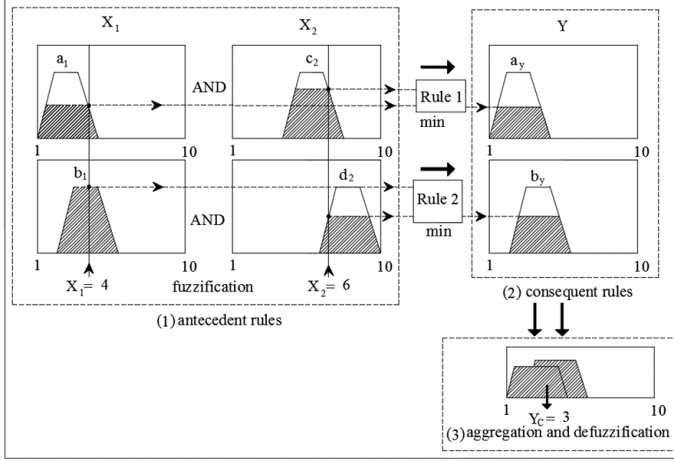 X1 X2 Y
a1 c2 ay
AND
Rule 1
min
1 10 1 10 1 10
b1 d2 by
AND
Rule 2
min
1 10 1 10 1 10
X1= 4 fuzzification X2= 6
(1) antecedent rules
(2) consequent rules
1 10
YC= 3
(3) aggregation and defuzzification